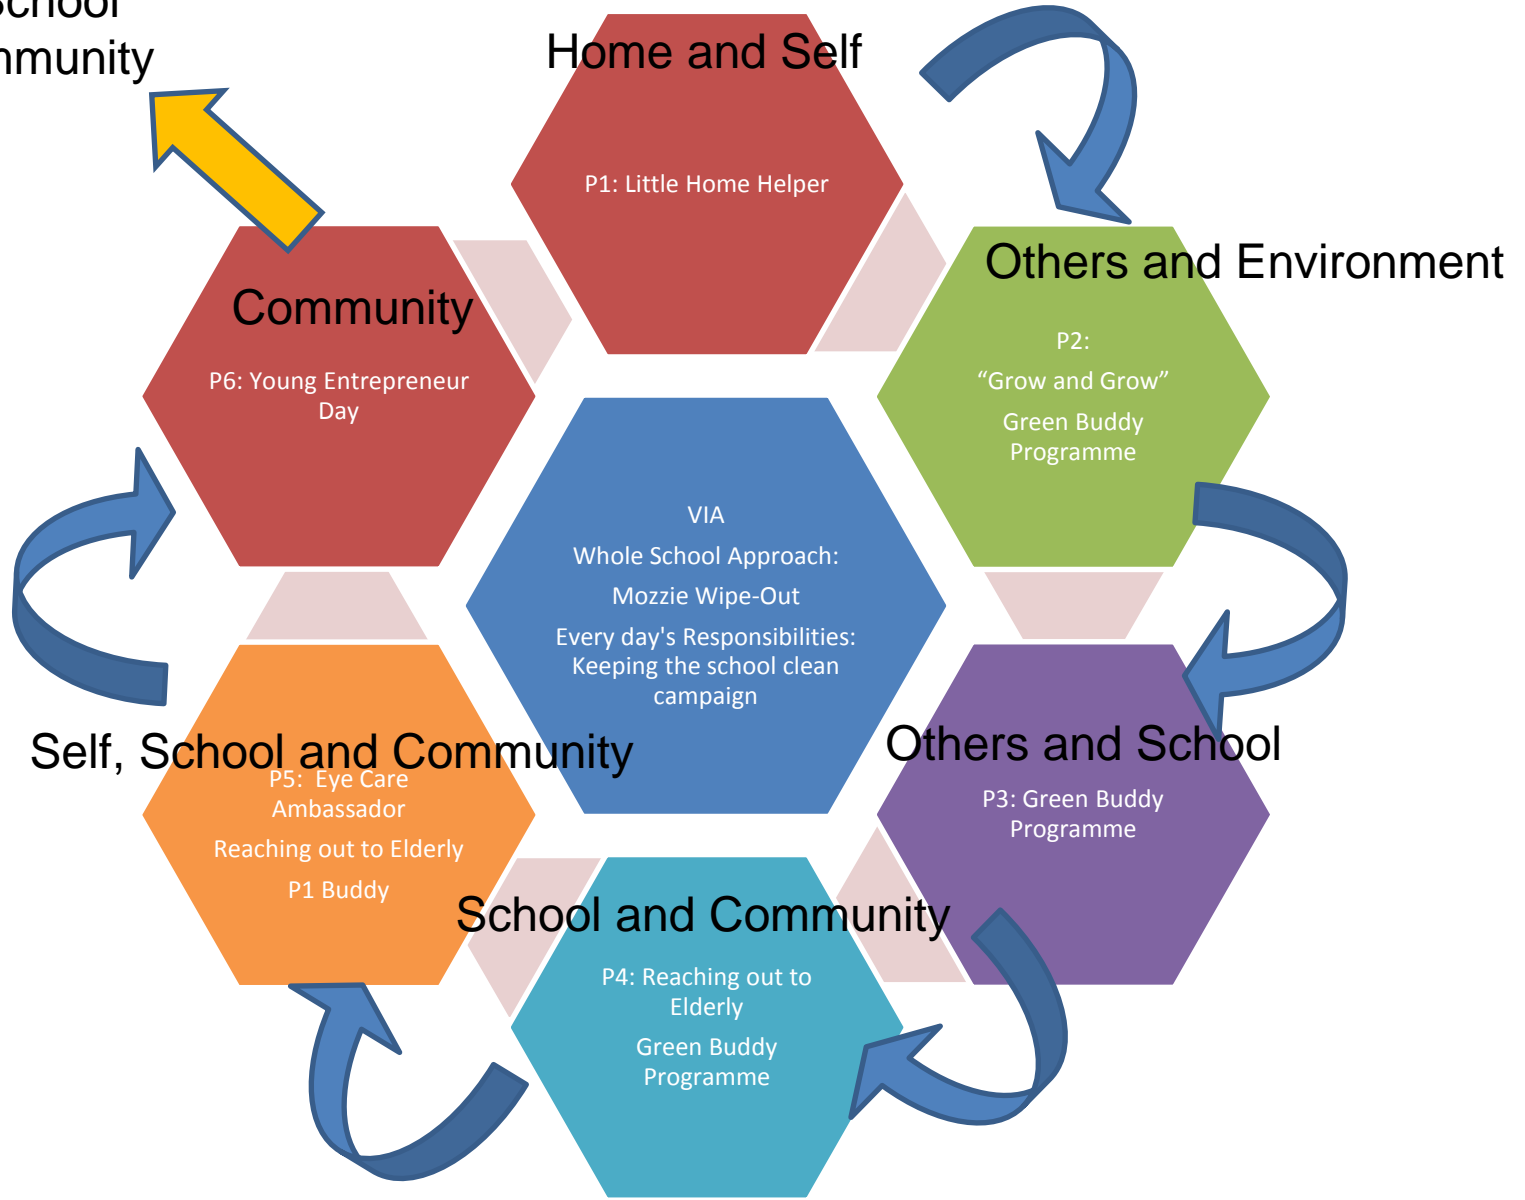 School
Community
Home and Self
P1: Little Home Helper
Others and Environment
P2:
“Grow and Grow”
Green Buddy
Programme
Others and School
P3: Green Buddy
Programme
School and Community
P4: Reaching out to
Elderly
Green Buddy
Programme
Self, School and Community
P5: Eye Care
Ambassador
Reaching out to Elderly
P1 Buddy
Community
P6: Young Entrepreneur
Day
VIA
Whole School Approach:
Mozzie Wipe-Out
Every day's Responsibilities:
Keeping the school clean
campaign